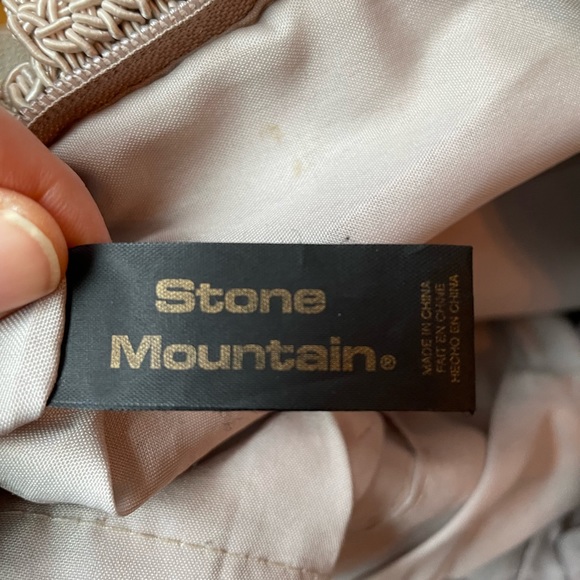 Stone
Mountain®
MADE IN CHINA
FAIT EN CHINE
HECHO EN CHINA